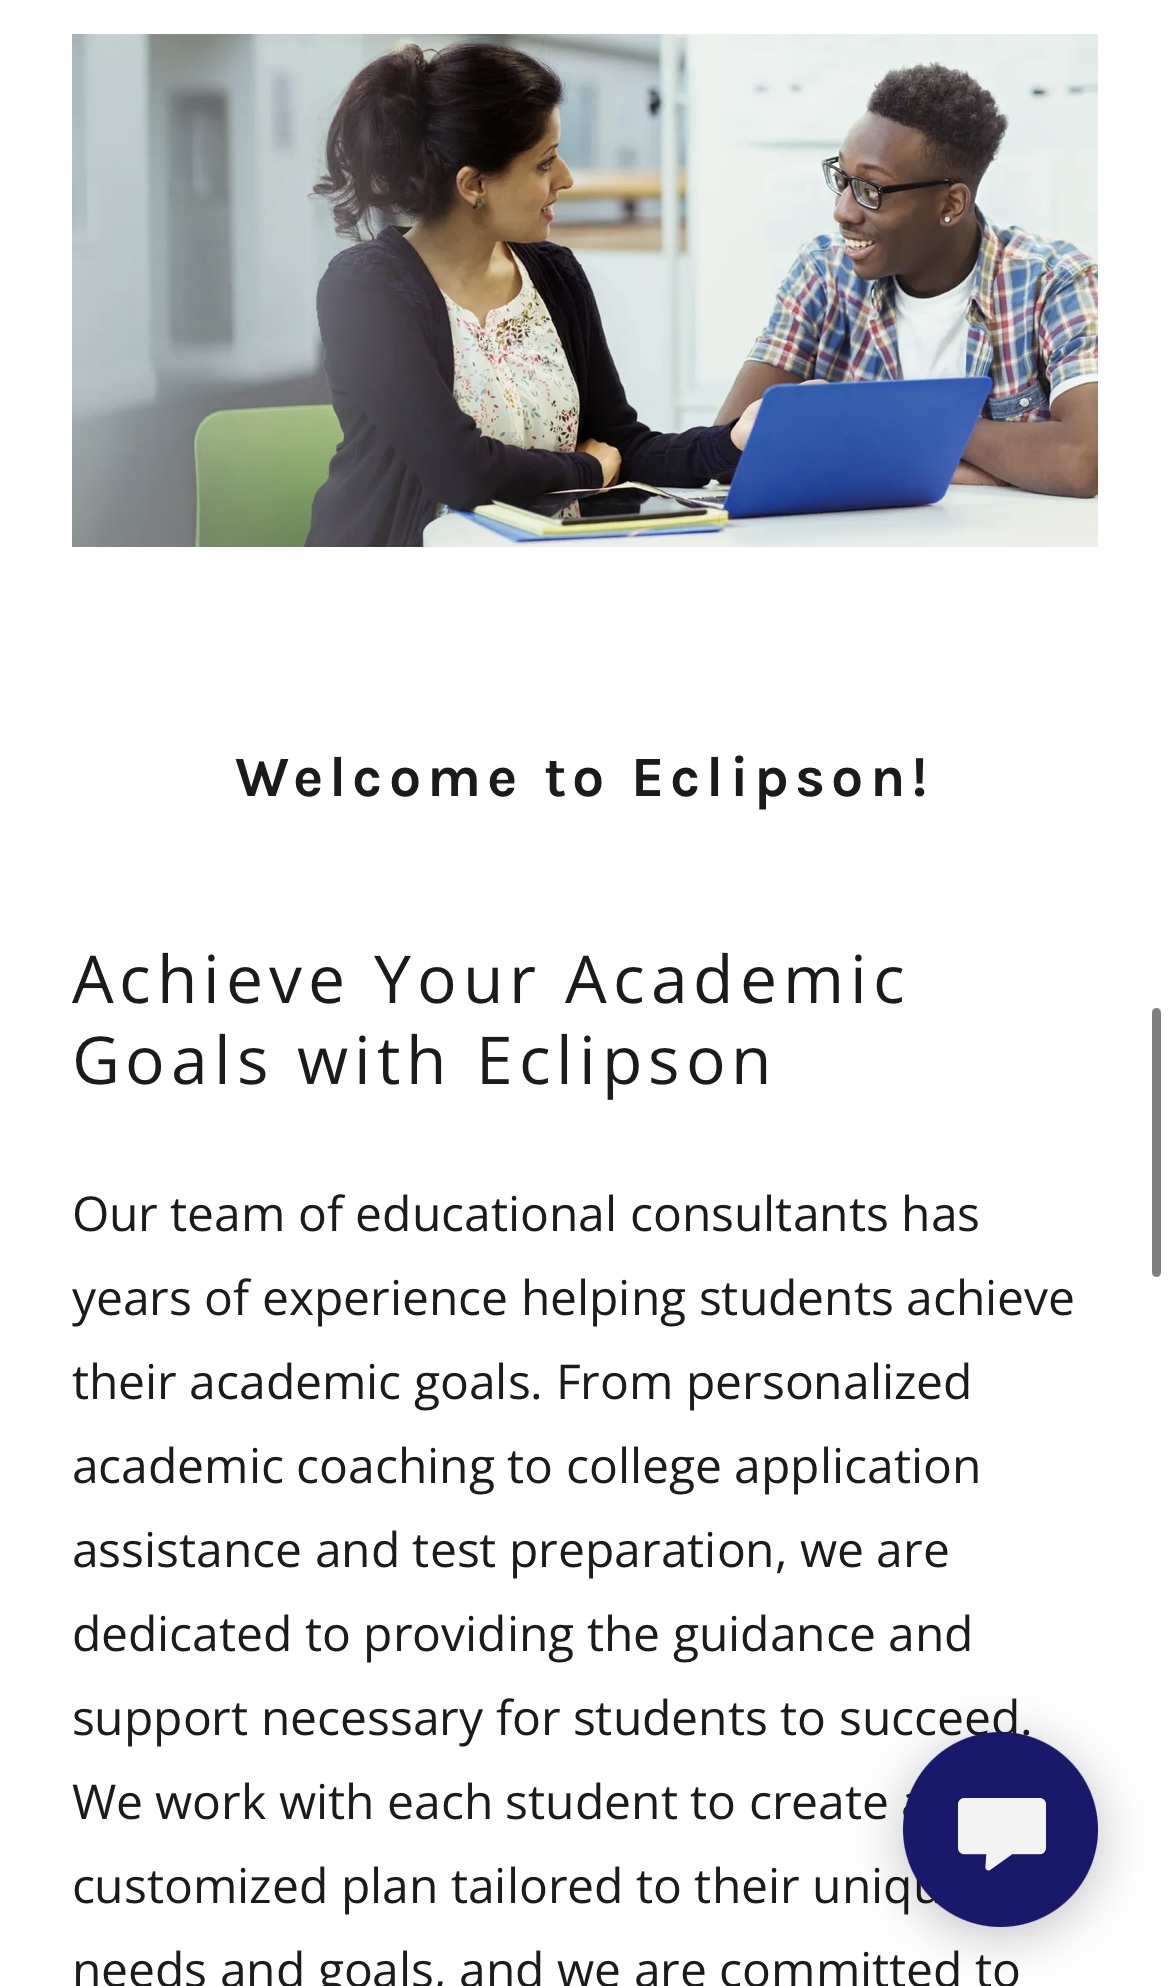 Welcome to Eclipson!
Achieve Your Academic
Goals with Eclipson
Our team of educational consultants has
years of experience helping students achieve
their academic goals. From personalized
academic coaching to college application
assistance and test preparation, we are
dedicated to providing the guidance and
support necessary for students to succeed.
We work with each student to create
customized plan tailored to their
needs and goals, and we are committed to